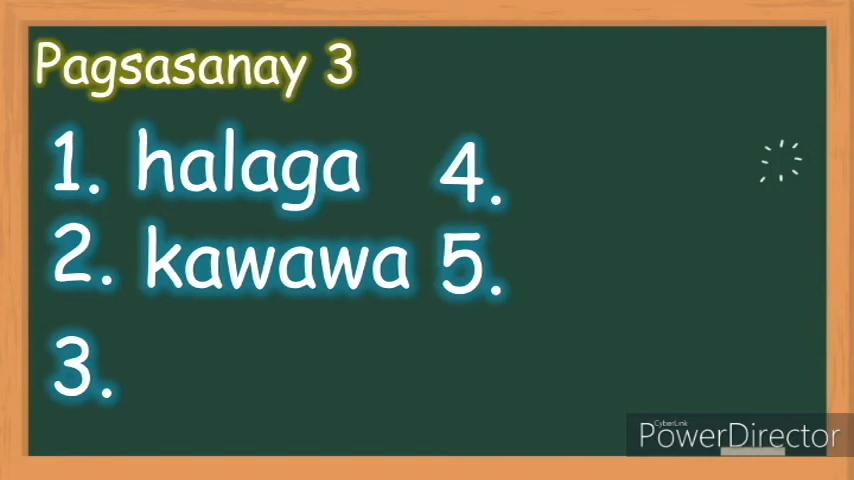 Pagsasanay 3
1. halaga
2. kawawa
3.
4.
5.
CyberLink
PowerDirector